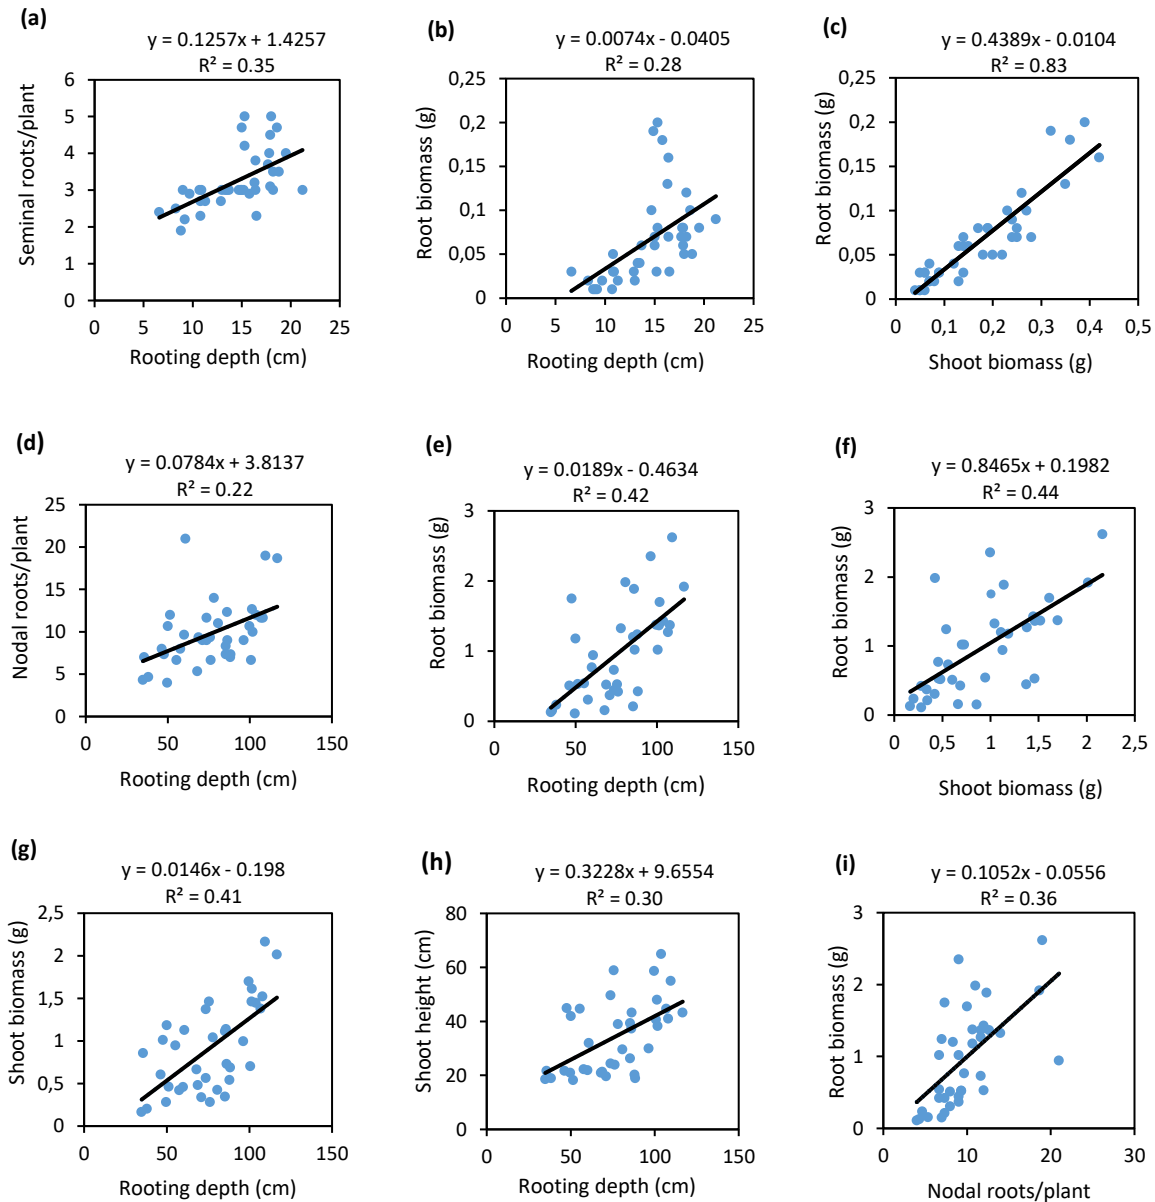 (a)
y = 0.1257x + 1.4257
R² = 0.35
Seminal roots/plant
6
5
4
3
2
1
0
0 5 10 15 20 25
Rooting depth (cm)
(b)
y = 0.0074x - 0.0405
R² = 0.28
Root biomass (g)
0,25
0,2
0,15
0,1
0,05
0
0 5 10 15 20 25
Rooting depth (cm)
(c)
y = 0.4389x - 0.0104
R² = 0.83
Root biomass (g)
0,25
0,2
0,15
0,1
0,05
0
0 0,1 0,2 0,3 0,4 0,5
Shoot biomass (g)
(d)
y = 0.0784x + 3.8137
R² = 0.22
Nodal roots/plant
25
20
15
10
5
0
0 50 100 150
Rooting depth (cm)
(e)
y = 0.0189x - 0.4634
R² = 0.42
Root biomass (g)
3
2
1
0
0 50 100 150
Rooting depth (cm)
(f)
y = 0.8465x + 0.1982
R² = 0.44
Root biomass (g)
3
2
1
0
0 0,5 1 1,5 2 2,5
Shoot biomass (g)
(g)
y = 0.0146x - 0.198
R² = 0.41
Shoot biomass (g)
2,5
2
1,5
1
0,5
0
0 50 100 150
Rooting depth (cm)
(h)
y = 0.3228x + 9.6554
R² = 0.30
Shoot height (cm)
80
60
40
20
0
0 50 100 150
Rooting depth (cm)
(i)
y = 0.1052x - 0.0556
R² = 0.36
Root biomass (g)
3
2
1
0
0 10 20 30
Nodal roots/plant